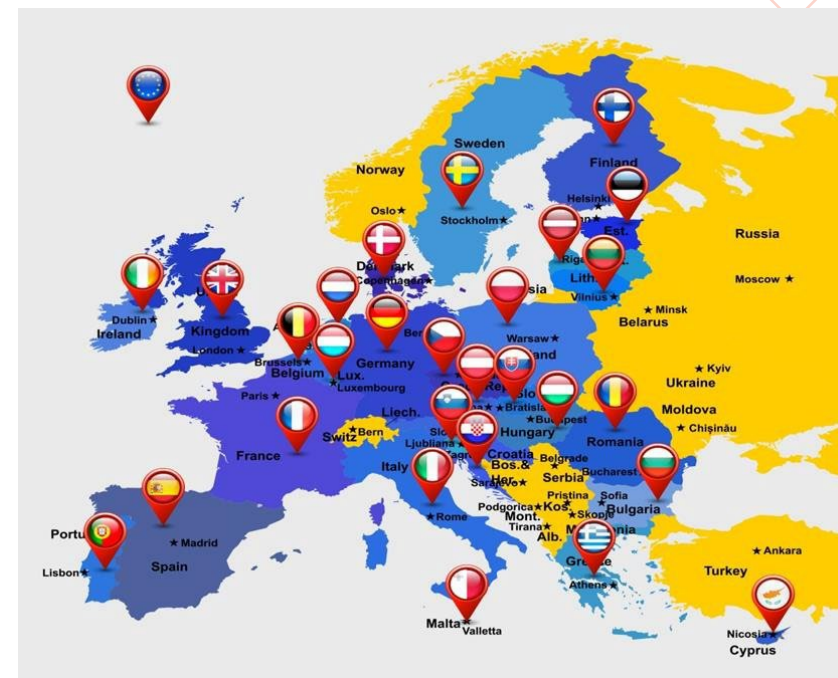 Sweden
Norway
Finland
Oslo
Helsinki
Stockholm
Est.
Russia
Riga
Lith.
Moscow
Copenhagen
Vilnius
Minsk
Belarus
Dublin
Ireland
Kingdom
London
Warsaw
Germany
Brussels
Belgium
Lux.
Luxembourg
Kyiv
Ukraine
Paris
Liech.
Moldova
Chișinău
Switz
Bern
Hungary
Romania
Ljubljana
France
Italy
Croatia
Belgrade
Bos.&
Her.
Serbia
Bucharest
Sarajevo
Pristina
Sofia
Podgorica
Kos.
Bulgaria
Rome
Mont.
Skopje
Tirana
Alb.
Madrid
Spain
Lisbon
Ankara
Turkey
Athens
Malta
Valletta
Nicosia
Cyprus